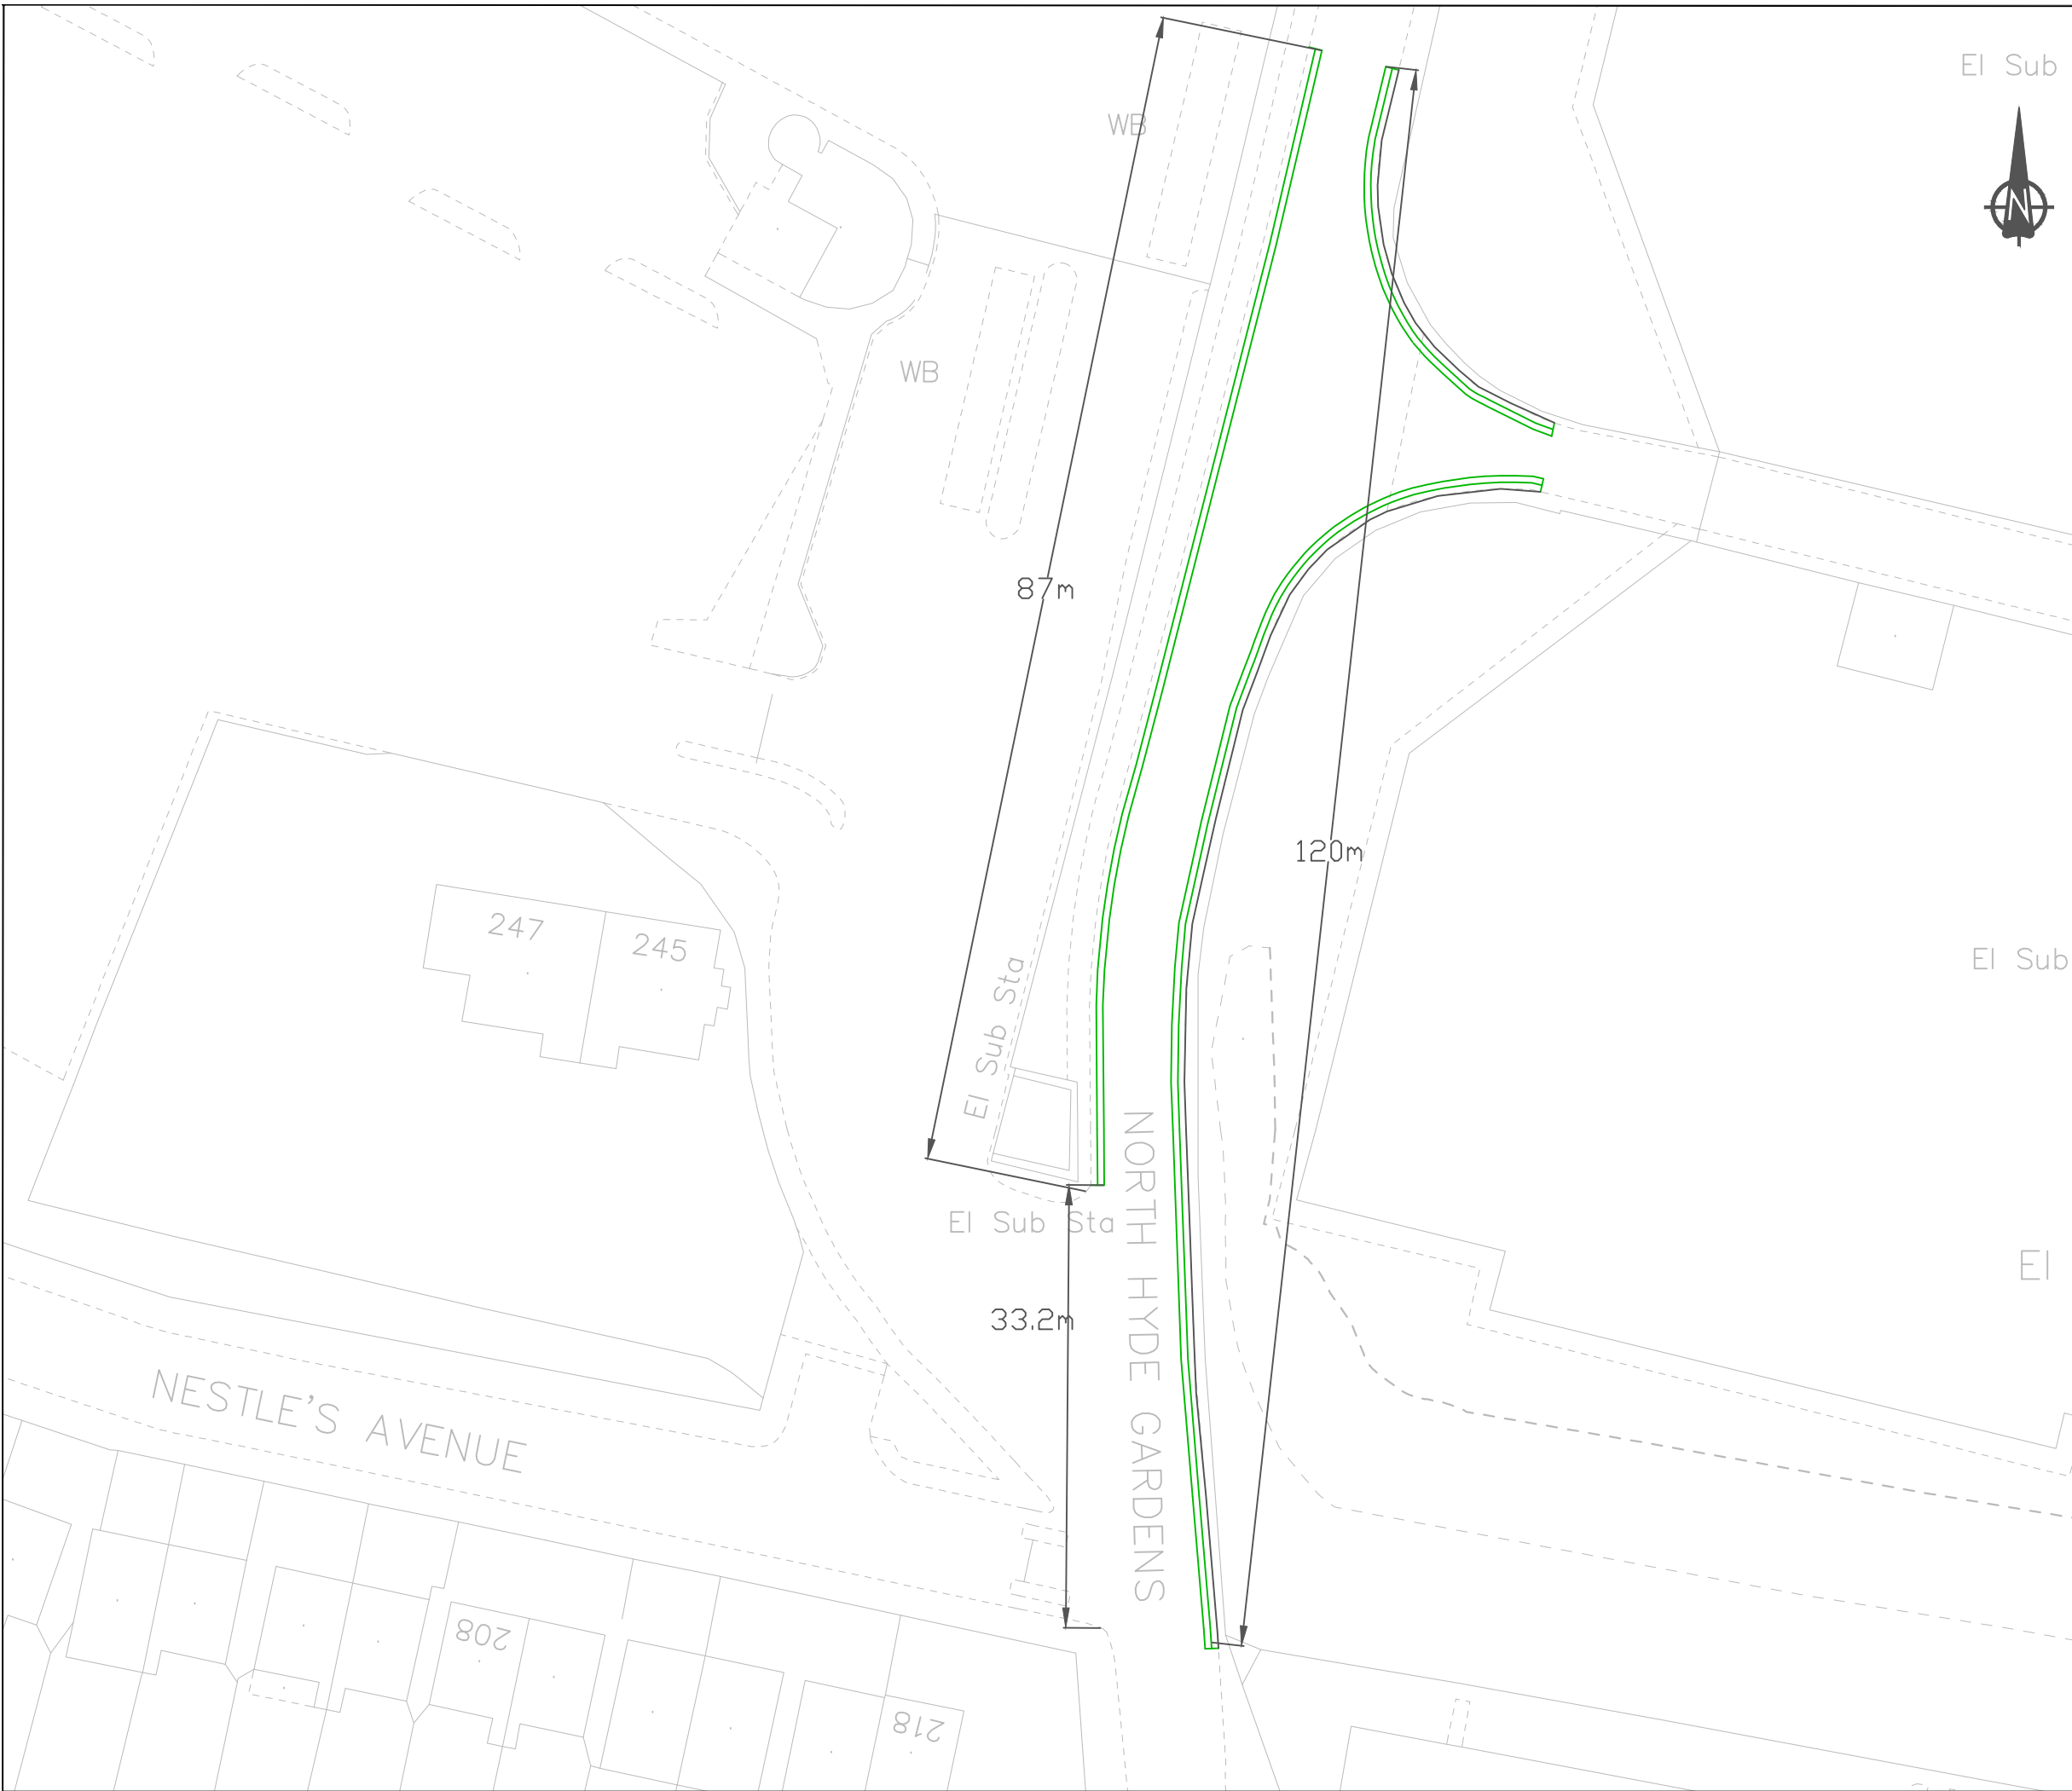 El Sub
N
WB
WB
87m
120m
247
245
El Sub Sta
El Sub
El Sub Sta
NORTH HYDE GARDENS
El
33.2m
NESTLE'S AVENUE
208
218